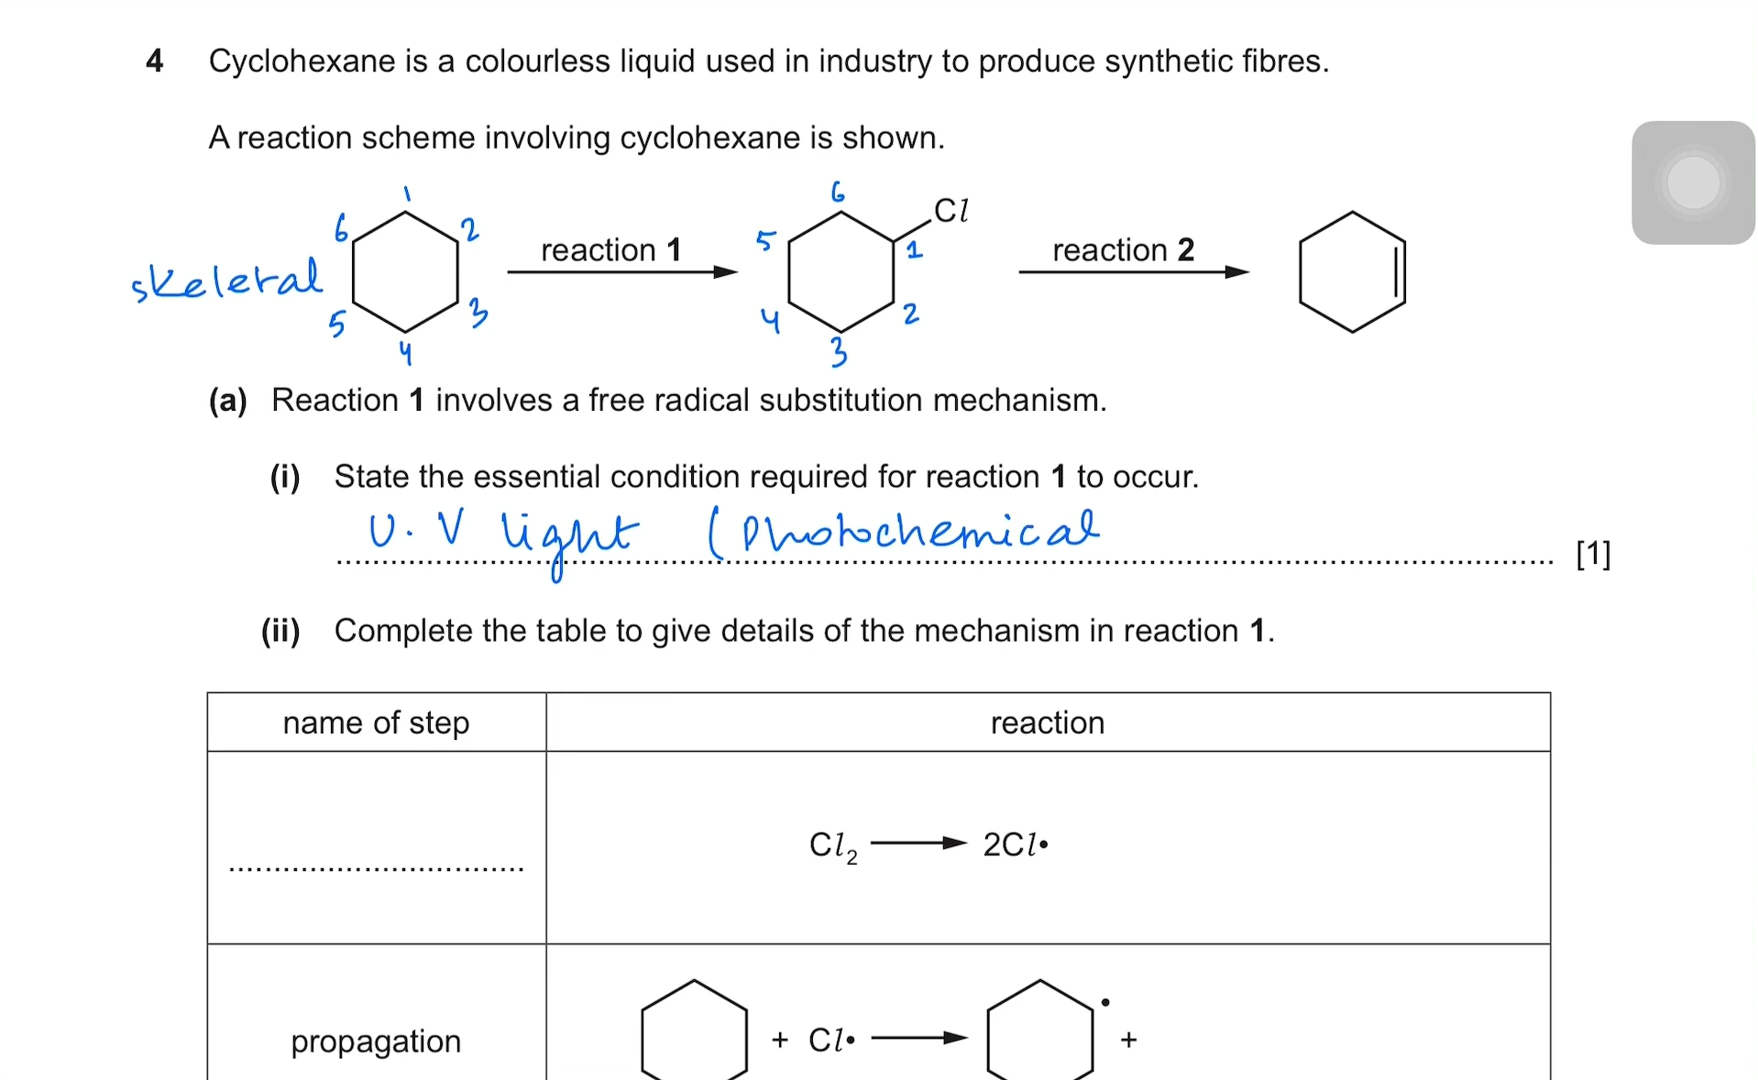 4 Cyclohexane is a colourless liquid used in industry to produce synthetic fibres.
A reaction scheme involving cyclohexane is shown.
skeletal 1 2 3 4 5 6 reaction 1 6 5 4 3 2 1 Cl reaction 2
(a) Reaction 1 involves a free radical substitution mechanism.
(i) State the essential condition required for reaction 1 to occur.
U.V light (Photochemical
[1]
(ii) Complete the table to give details of the mechanism in reaction 1.
name of step reaction
Cl₂ → 2Cl•
propagation + Cl• → • +